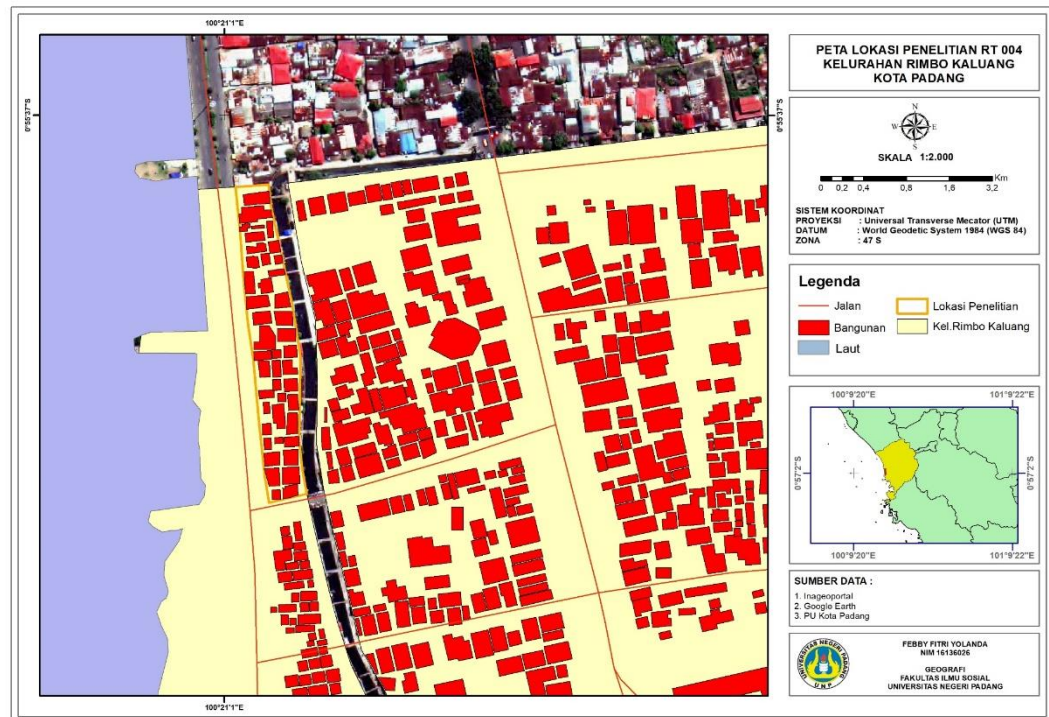 100°21'1"E
0°55'37"S
0°55'37"S
100°21'1"E
PETA LOKASI PENELITIAN RT 004
KELURAHAN RIMBO KALUANG
KOTA PADANG
N
W E
S
SKALA 1:2.000
Km
0 0,2 0,4 0,8 1,6 3,2
SISTEM KOORDINAT
PROYEKSI : Universal Transverse Mecator (UTM)
DATUM : World Geodetic System 1984 (WGS 84)
ZONA : 47 S
Legenda
Jalan
Lokasi Penelitian
Bangunan
Kel.Rimbo Kaluang
Laut
100°9'20"E 101°9'22"E
0°57'2"S
0°57'2"S
100°9'20"E 101°9'22"E
SUMBER DATA :
1. Inageoportal
2. Google Earth
3. PU Kota Padang
UNIVERSITAS NEGERI PADANG
UNP
FEBBY FITRI YOLANDA
NIM 16136026
GEOGRAFI
FAKULTAS ILMU SOSIAL
UNIVERSITAS NEGERI PADANG